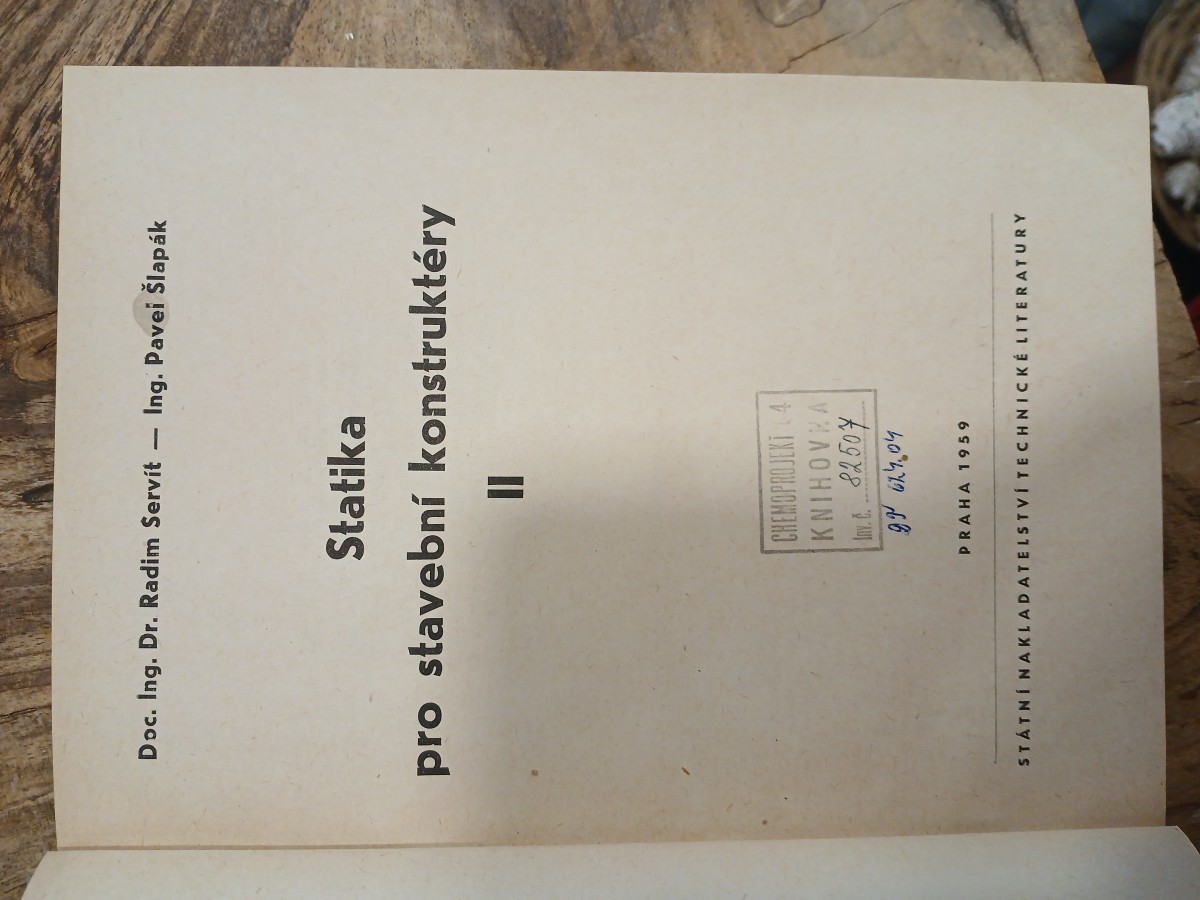 Doc. Ing. Dr. Radim Servít — Ing. Pavel Šlapák
Statika
pro stavební konstruktéry
II
CHEMOPROJEKT 4
KNIHOVNA
Inv. č. 82507
PRAHA 1959
STÁTNÍ NAKLADATELSTVÍ TECHNICKÉ LITERATURY